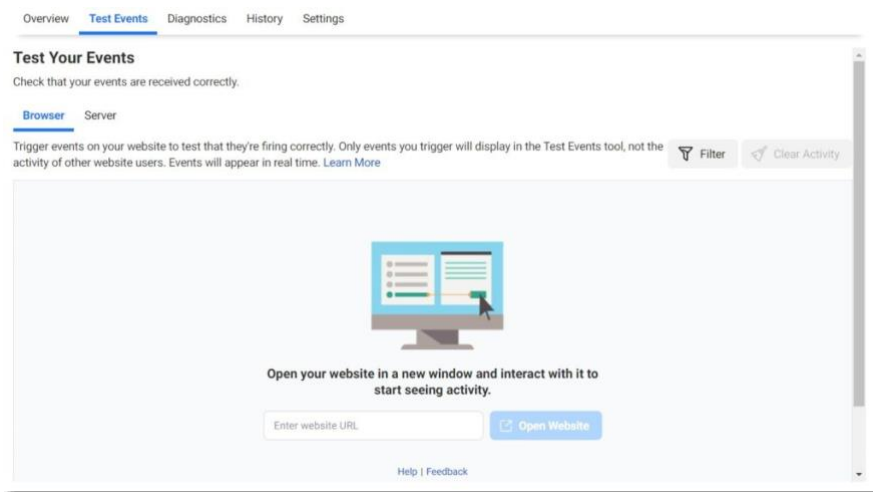 Overview Test Events Diagnostics History Settings
Test Your Events
Check that your events are received correctly.
Browser Server
Trigger events on your website to test that they're firing correctly. Only events you trigger will display in the Test Events tool, not the
activity of other website users. Events will appear in real time. Learn More
Filter Clear Activity
Open your website in a new window and interact with it to
start seeing activity.
Enter website URL Open Website
Help | Feedback